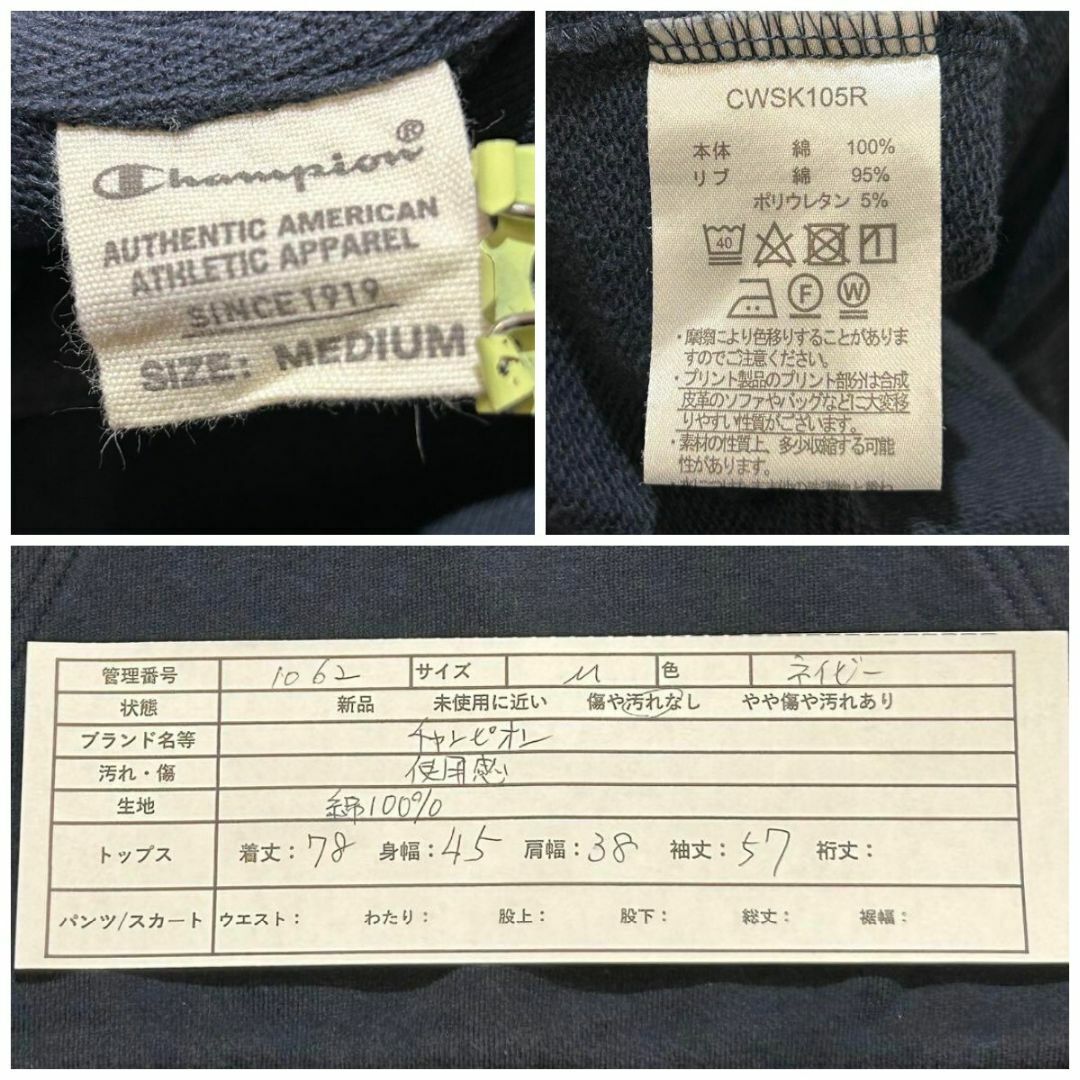 Champion®
AUTHENTIC AMERICAN
ATHLETIC APPAREL
SINCE 1919
SIZE: MEDIUM
CWSK105R
本体 綿 100%
リブ 綿 95%
ポリウレタン 5%
40
F W
・摩擦により色移りすることがありま
すのでご注意ください。
・プリント製品のプリント部分は合成
皮革のソファやバッグなどに大変移
りやすい性質がございます。
・素材の性質上、多少収縮する可能
性があります。
管理番号 1062 サイズ M 色 ネイビー
状態 新品 未使用に近い 傷や汚れなし やや傷や汚れあり
ブランド名等 チャンピオン
汚れ・傷 使用感
生地 綿100%
トップス 着丈：78 身幅：45 肩幅：38 袖丈：57 裄丈：
パンツ/スカート ウエスト： わたり： 股上： 股下： 総丈： 裾幅：